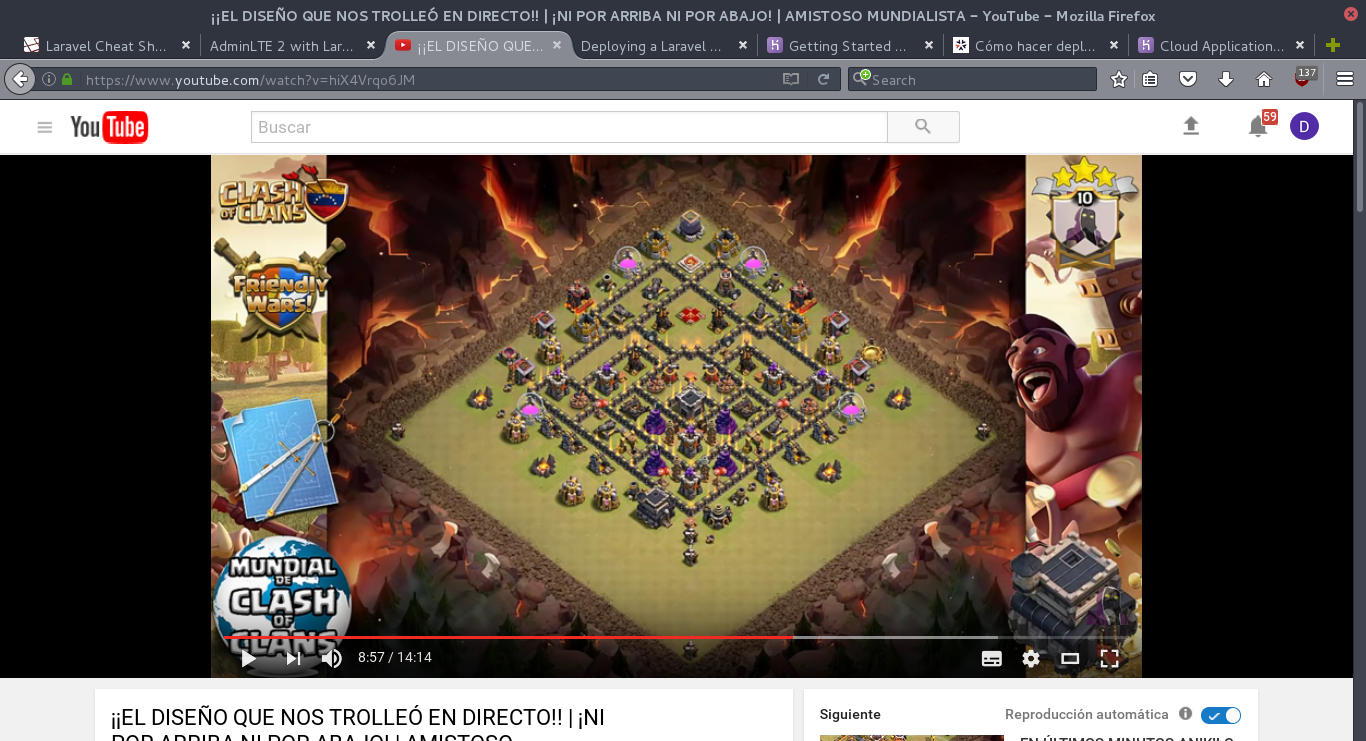 ¡¡EL DISEÑO QUE NOS TROLLEÓ EN DIRECTO!! | ¡NI POR ARRIBA NI POR ABAJO! | AMISTOSO MUNDIALISTA - YouTube - Mozilla Firefox
Laravel Cheat Sh...
AdminLTE 2 with Lar...
¡¡EL DISEÑO QUE...
Deploying a Laravel ...
Getting Started ...
Cómo hacer depl...
Cloud Application...
https://www.youtube.com/watch?v=hiX4Vrqo6JM
Search
137
YouTube
Buscar
59
D
CLASH
OF CLANS
10
Friendly
Wars!
MUNDIAL
DE
CLASH
OF
CLANS
8:57 / 14:14
¡¡EL DISEÑO QUE NOS TROLLEÓ EN DIRECTO!! | ¡NI
POR ARRIBA NI POR ABAJO! | AMISTOSO
Siguiente
Reproducción automática
EN ÚLTIMOS MINUTOS ANIKILO